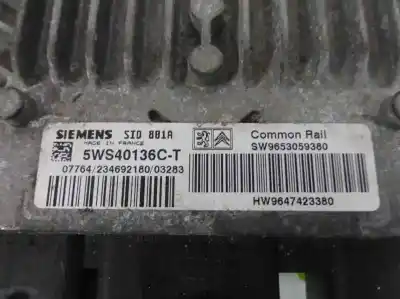 SIEMENS SID 801A
MADE IN FRANCE
5WS40136C-T
07764/234692180/03283
Common Rail
SW9653059380
HW9647423380